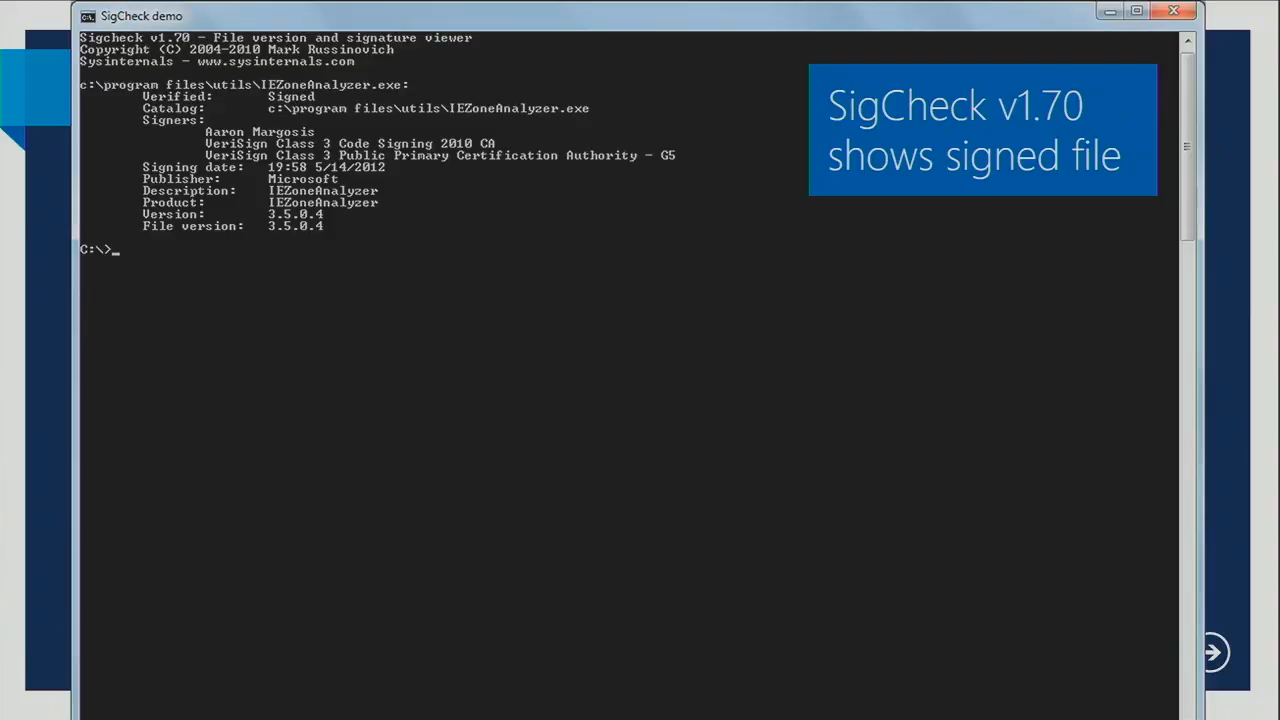 SigCheck demo
Sigcheck v1.70 - File version and signature viewer
Copyright (C) 2004-2010 Mark Russinovich
Sysinternals - www.sysinternals.com
c:\program files\utils\IEZoneAnalyzer.exe:
Verified: Signed
Catalog: c:\program files\utils\IEZoneAnalyzer.exe
Signers:
Aaron Margosis
VeriSign Class 3 Code Signing 2010 CA
VeriSign Class 3 Public Primary Certification Authority - G5
Signing date: 19:58 5/14/2012
Publisher: Microsoft
Description: IEZoneAnalyzer
Product: IEZoneAnalyzer
Version: 3.5.0.4
File version: 3.5.0.4
C:\>_
SigCheck v1.70
shows signed file